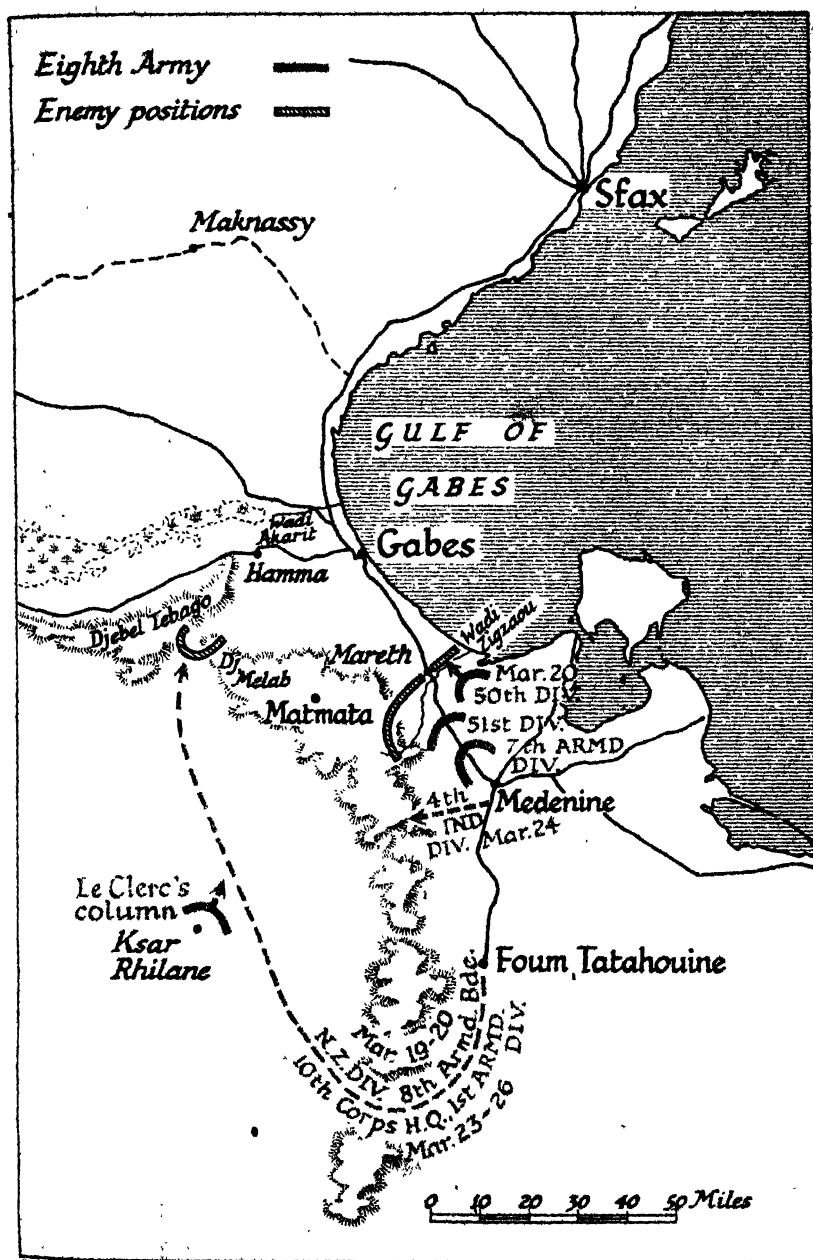 Eighth Army
Enemy positions
Sfax
Maknassy
GULF OF
GABES
Wadi
Akarit
Gabes
Hamma
Djebel Tebago
Dj
Melab
Mareth
Wadi
Zigzaou
Matmata
Mar. 20
50th DIV.
51st DIV.
7th ARMD
DIV.
Medenine
4th
IND
DIV. Mar. 24
Le Clerc's
column
Ksar
Rhilane
Foum Tatahouine
Mar. 19-20
N.Z. DIV. 8th Armd. Bde.
10th Corps H.Q., 1st ARMD. DIV.
Mar. 23-26
0 10 20 30 40 50 Miles